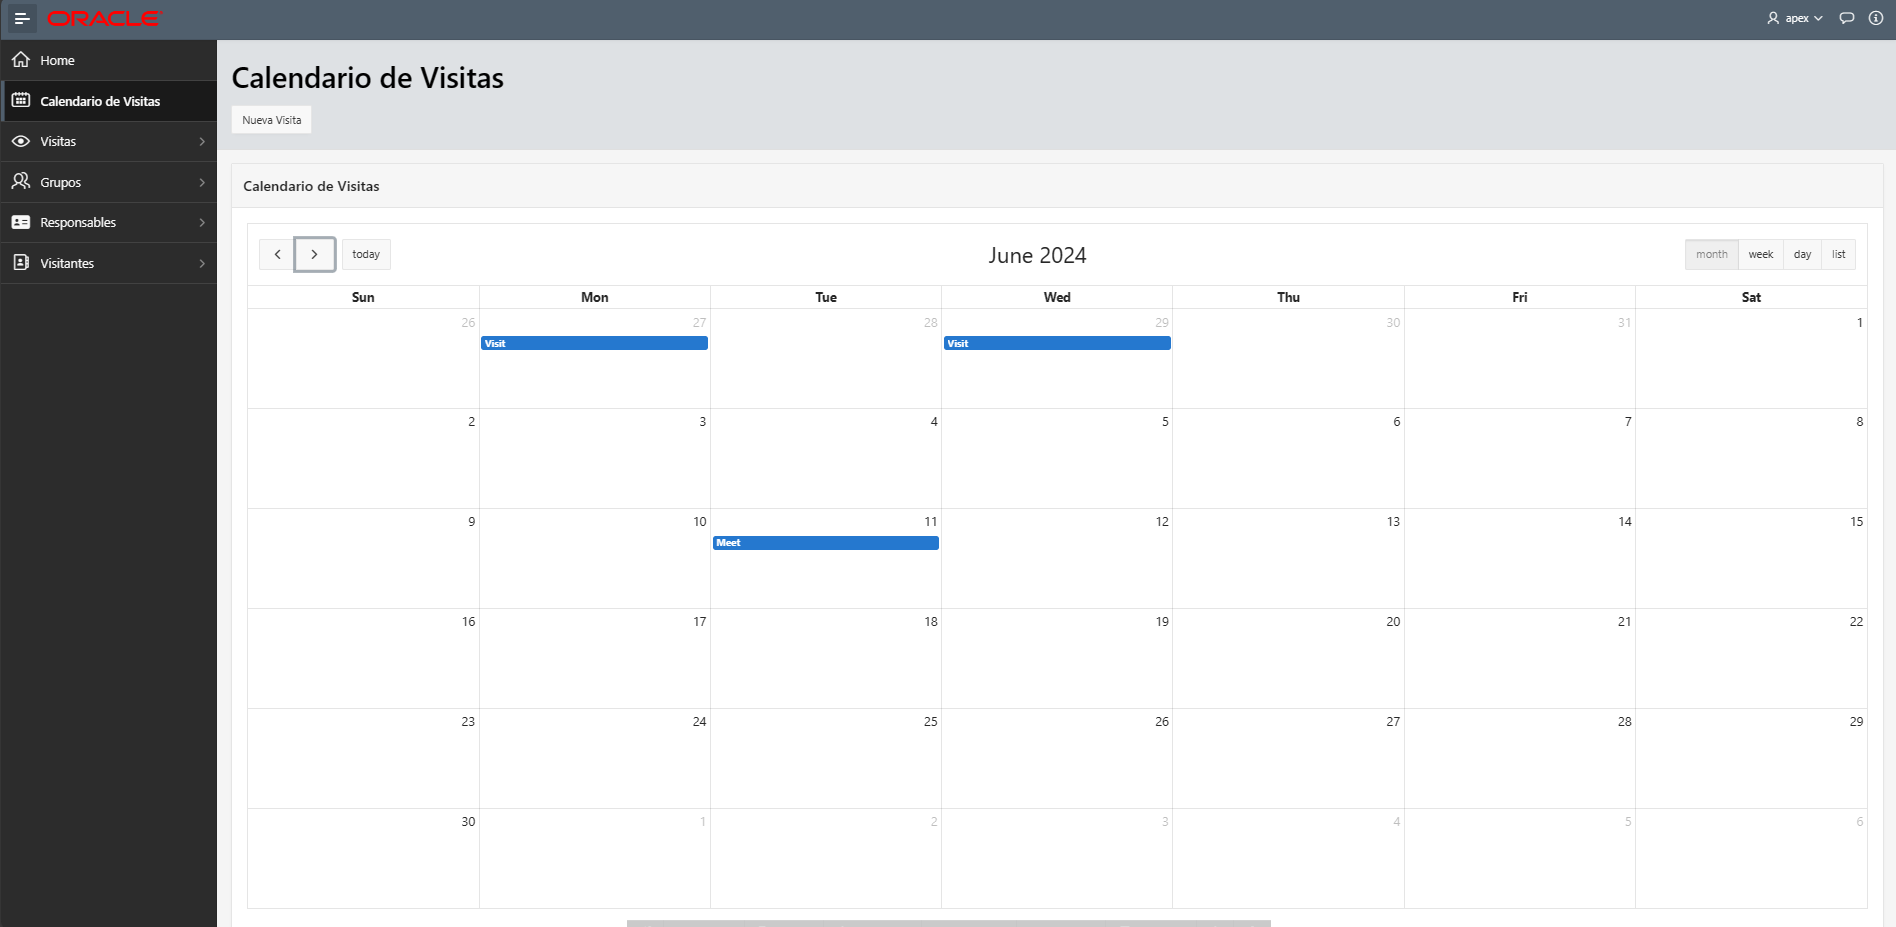 ORACLE
apex
Home
Calendario de Visitas
Visitas
Grupos
Responsables
Visitantes
Calendario de Visitas
Nueva Visita
Calendario de Visitas
today
June 2024
month week day list
Sun Mon Tue Wed Thu Fri Sat
26 27 28 29 30 31 1
Visit Visit
2 3 4 5 6 7 8
9 10 11 12 13 14 15
Meet
16 17 18 19 20 21 22
23 24 25 26 27 28 29
30 1 2 3 4 5 6